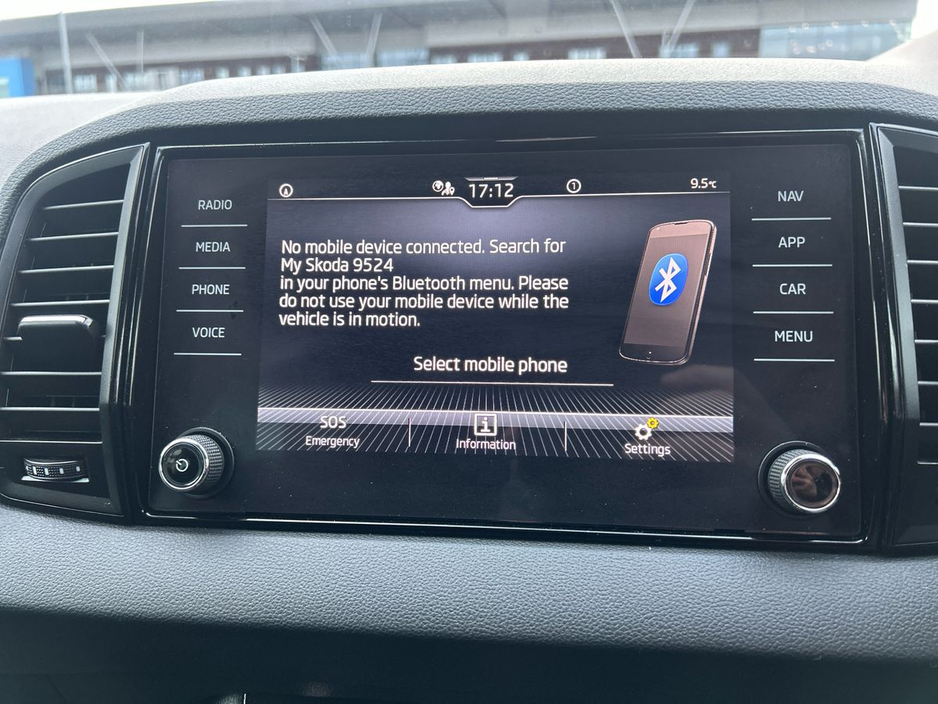 17:12
1
9.5°C
RADIO
MEDIA
PHONE
VOICE
No mobile device connected. Search for
My Skoda 9524
in your phone's Bluetooth menu. Please
do not use your mobile device while the
vehicle is in motion.
Select mobile phone
SOS
Emergency
i
Information
Settings
NAV
APP
CAR
MENU